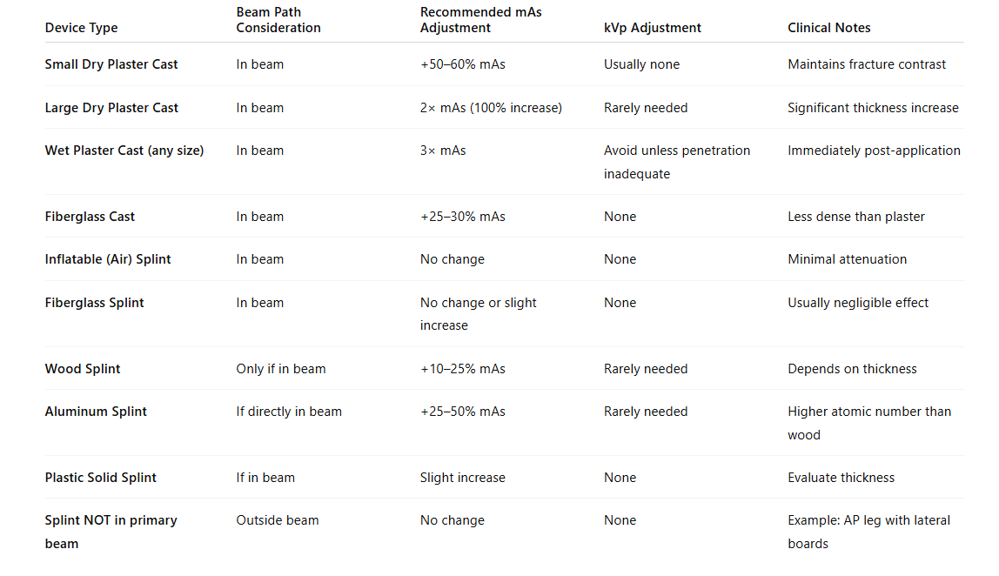 Device Type
Beam Path
Consideration
Recommended mAs
Adjustment
kVp Adjustment
Clinical Notes
Small Dry Plaster Cast
In beam
+50–60% mAs
Usually none
Maintains fracture contrast
Large Dry Plaster Cast
In beam
2× mAs (100% increase)
Rarely needed
Significant thickness increase
Wet Plaster Cast (any size)
In beam
3× mAs
Avoid unless penetration
inadequate
Immediately post-application
Fiberglass Cast
In beam
+25–30% mAs
None
Less dense than plaster
Inflatable (Air) Splint
In beam
No change
None
Minimal attenuation
Fiberglass Splint
In beam
No change or slight
increase
None
Usually negligible effect
Wood Splint
Only if in beam
+10–25% mAs
Rarely needed
Depends on thickness
Aluminum Splint
If directly in beam
+25–50% mAs
Rarely needed
Higher atomic number than
wood
Plastic Solid Splint
If in beam
Slight increase
None
Evaluate thickness
Splint NOT in primary
beam
Outside beam
No change
None
Example: AP leg with lateral
boards